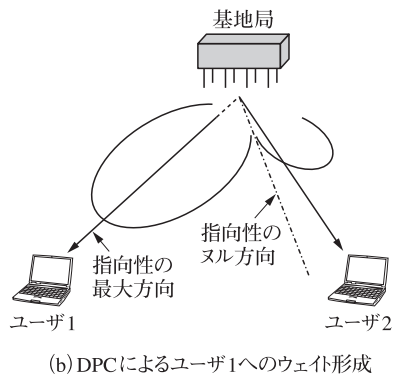 基地局
指向性の
最大方向
指向性の
ヌル方向
ユーザ1
ユーザ2
(b) DPCによるユーザ1へのウェイト形成